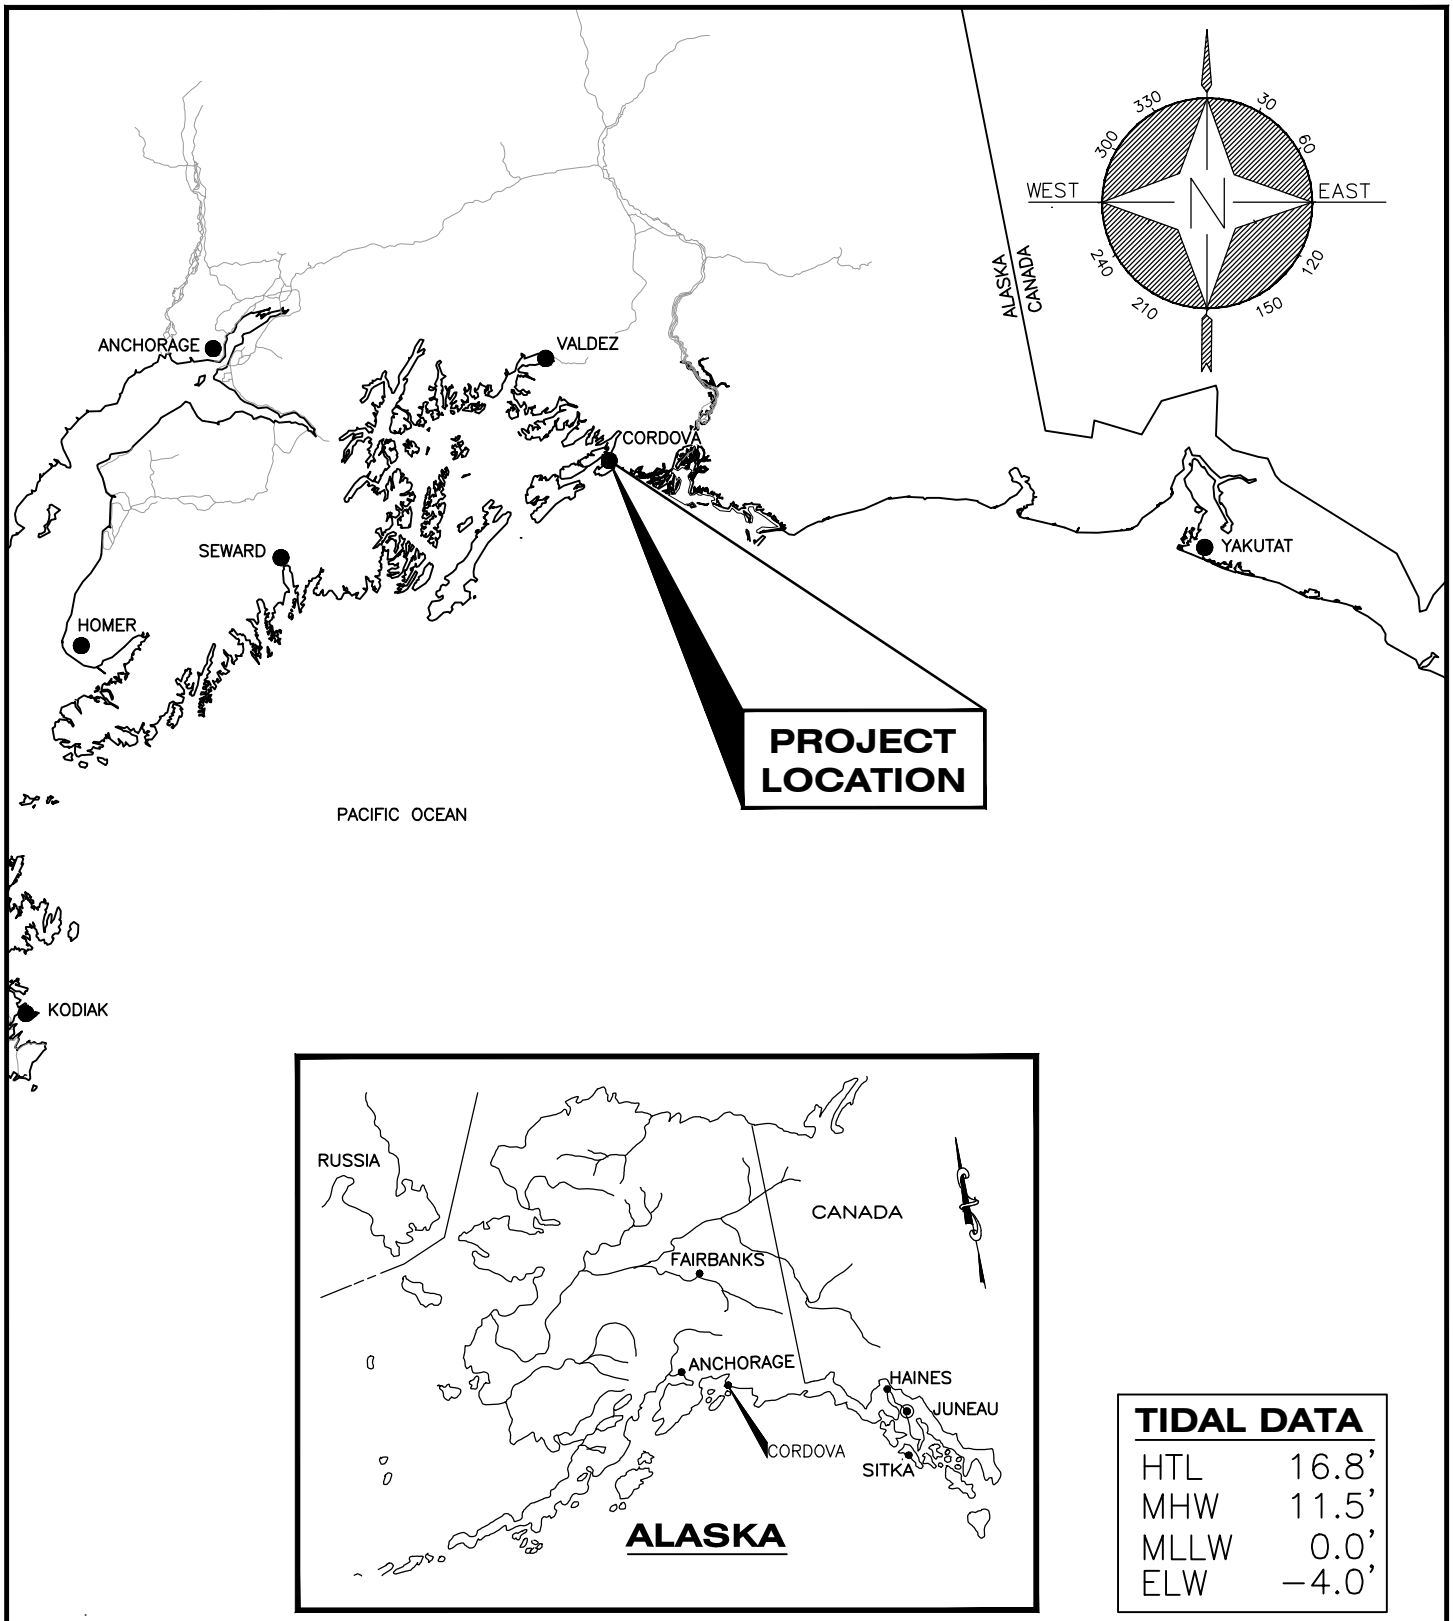 330
30
300
60
WEST
N
EAST
240
120
210
150
ALASKA
CANADA
ANCHORAGE
VALDEZ
CORDOVA
SEWARD
YAKUTAT
HOMER
PROJECT
LOCATION
PACIFIC OCEAN
KODIAK
RUSSIA
CANADA
FAIRBANKS
ANCHORAGE
HAINES
JUNEAU
CORDOVA
SITKA
ALASKA
TIDAL DATA
HTL 16.8'
MHW 11.5'
MLLW 0.0'
ELW -4.0'